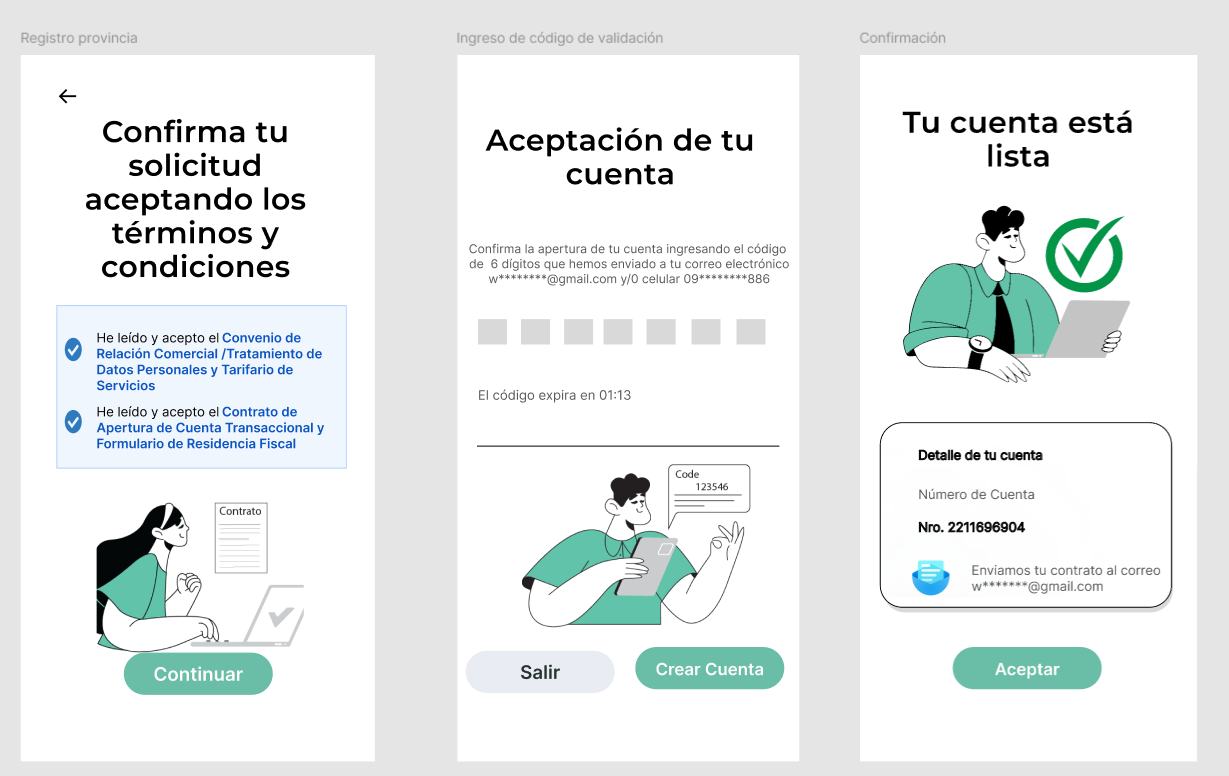 Registro provincia
Confirma tu
solicitud
aceptando los
términos y
condiciones
He leído y acepto el Convenio de
Relación Comercial /Tratamiento de
Datos Personales y Tarifario de
Servicios
He leído y acepto el Contrato de
Apertura de Cuenta Transaccional y
Formulario de Residencia Fiscal
Contrato
Continuar
Ingreso de código de validación
Aceptación de tu
cuenta
Confirma la apertura de tu cuenta ingresando el código
de 6 dígitos que hemos enviado a tu correo electrónico
w********@gmail.com y/0 celular 09********886
El código expira en 01:13
Code
123546
Salir
Crear Cuenta
Confirmación
Tu cuenta está
lista
Detalle de tu cuenta
Número de Cuenta
Nro. 2211696904
Enviamos tu contrato al correo
w*******@gmail.com
Aceptar